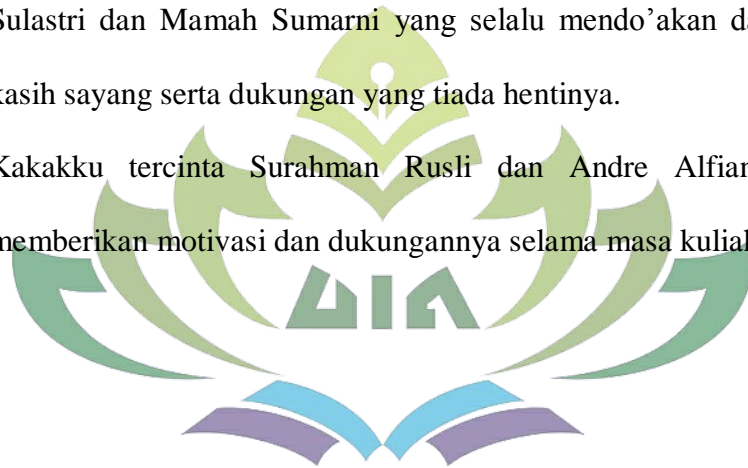 Sulastri dan Mamah Sumarni yang selalu mendo’akan da
kasih sayang serta dukungan yang tiada hentinya.
Kakakku tercinta Surahman Rusli dan Andre Alfian
memberikan motivasi dan dukungannya selama masa kuliah
UIN